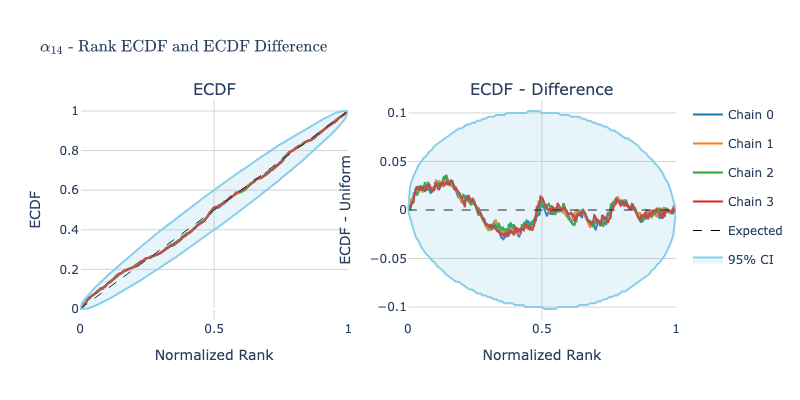 α₁₄ - Rank ECDF and ECDF Difference
ECDF
ECDF - Difference
ECDF
1
0.8
0.6
0.4
0.2
0
0
0.5
1
Normalized Rank
ECDF - Uniform
0.1
0.05
0
−0.05
−0.1
0
0.5
1
Normalized Rank
Chain 0
Chain 1
Chain 2
Chain 3
Expected
95% CI